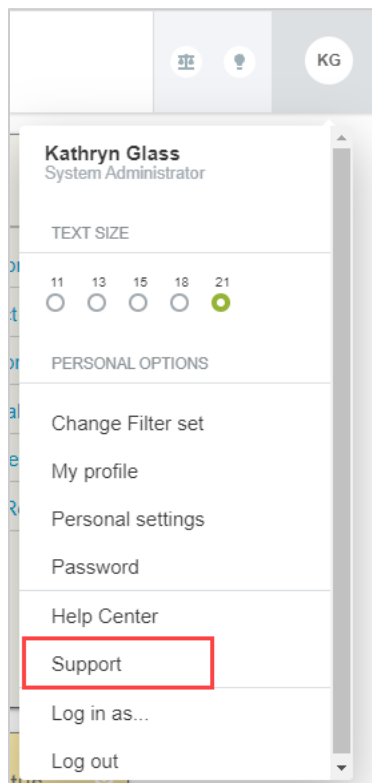 KG
Kathryn Glass
System Administrator
TEXT SIZE
11 13 15 18 21
PERSONAL OPTIONS
Change Filter set
My profile
Personal settings
Password
Help Center
Support
Log in as...
Log out